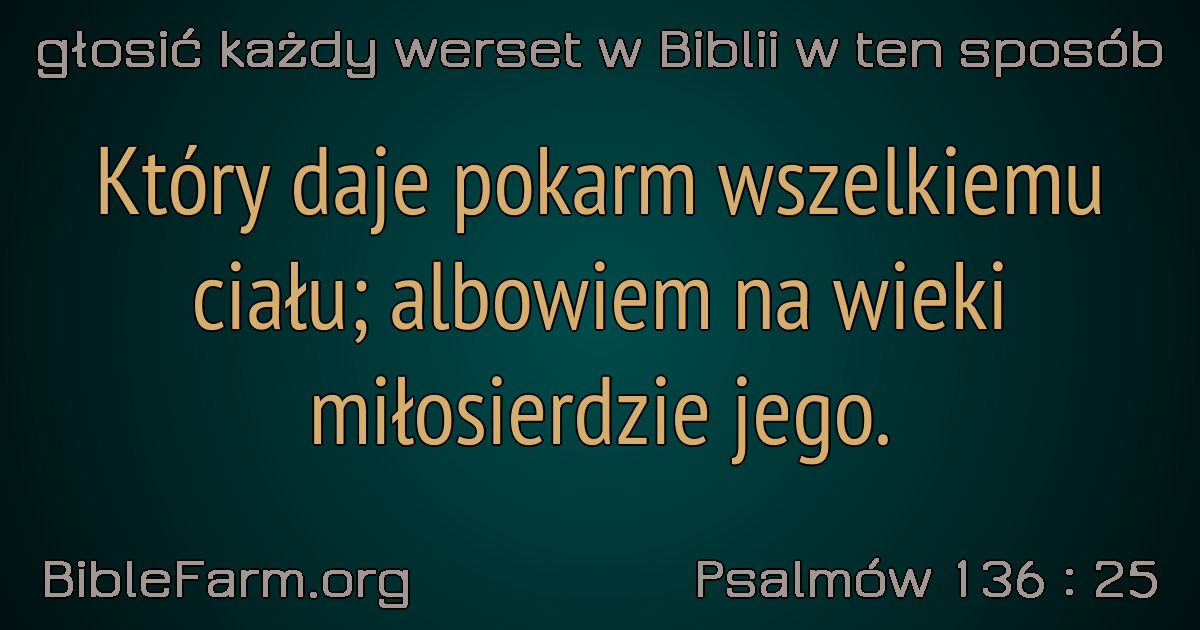 głosić każdy werset w Biblii w ten sposób
Który daje pokarm wszelkiemu
ciału; albowiem na wieki
miłosierdzie jego.
BibleFarm.org
Psalmów 136 : 25